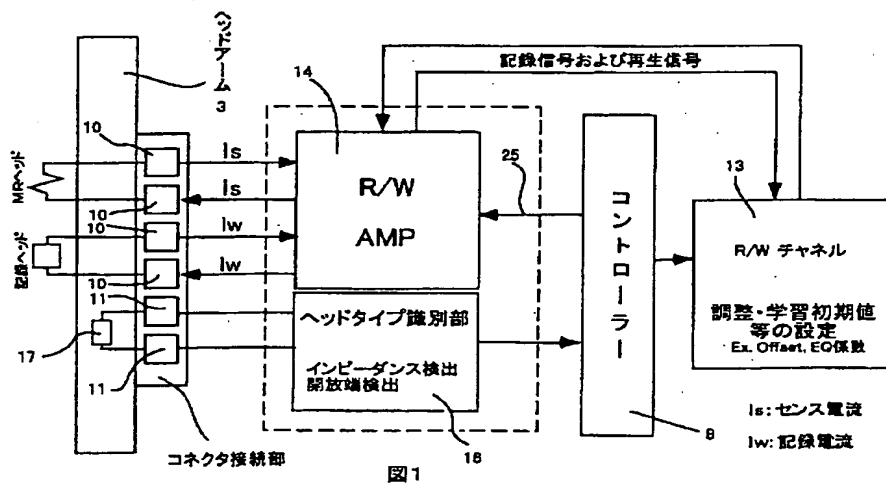 ヘッドアーム
3
14
記録信号および再生信号
10
Is
MRヘッド
Is
10
10
Iw
記録ヘッド
10
Iw
11
17
11
R/W
AMP
25
コントローラー
13
R/W チャネル
調整・学習初期値
等の設定
Ex. Offset, EQ係数
ヘッドタイプ識別部
インピーダンス検出
開放端検出
16
8
コネクタ接続部
Is: センス電流
Iw: 記録電流
図1